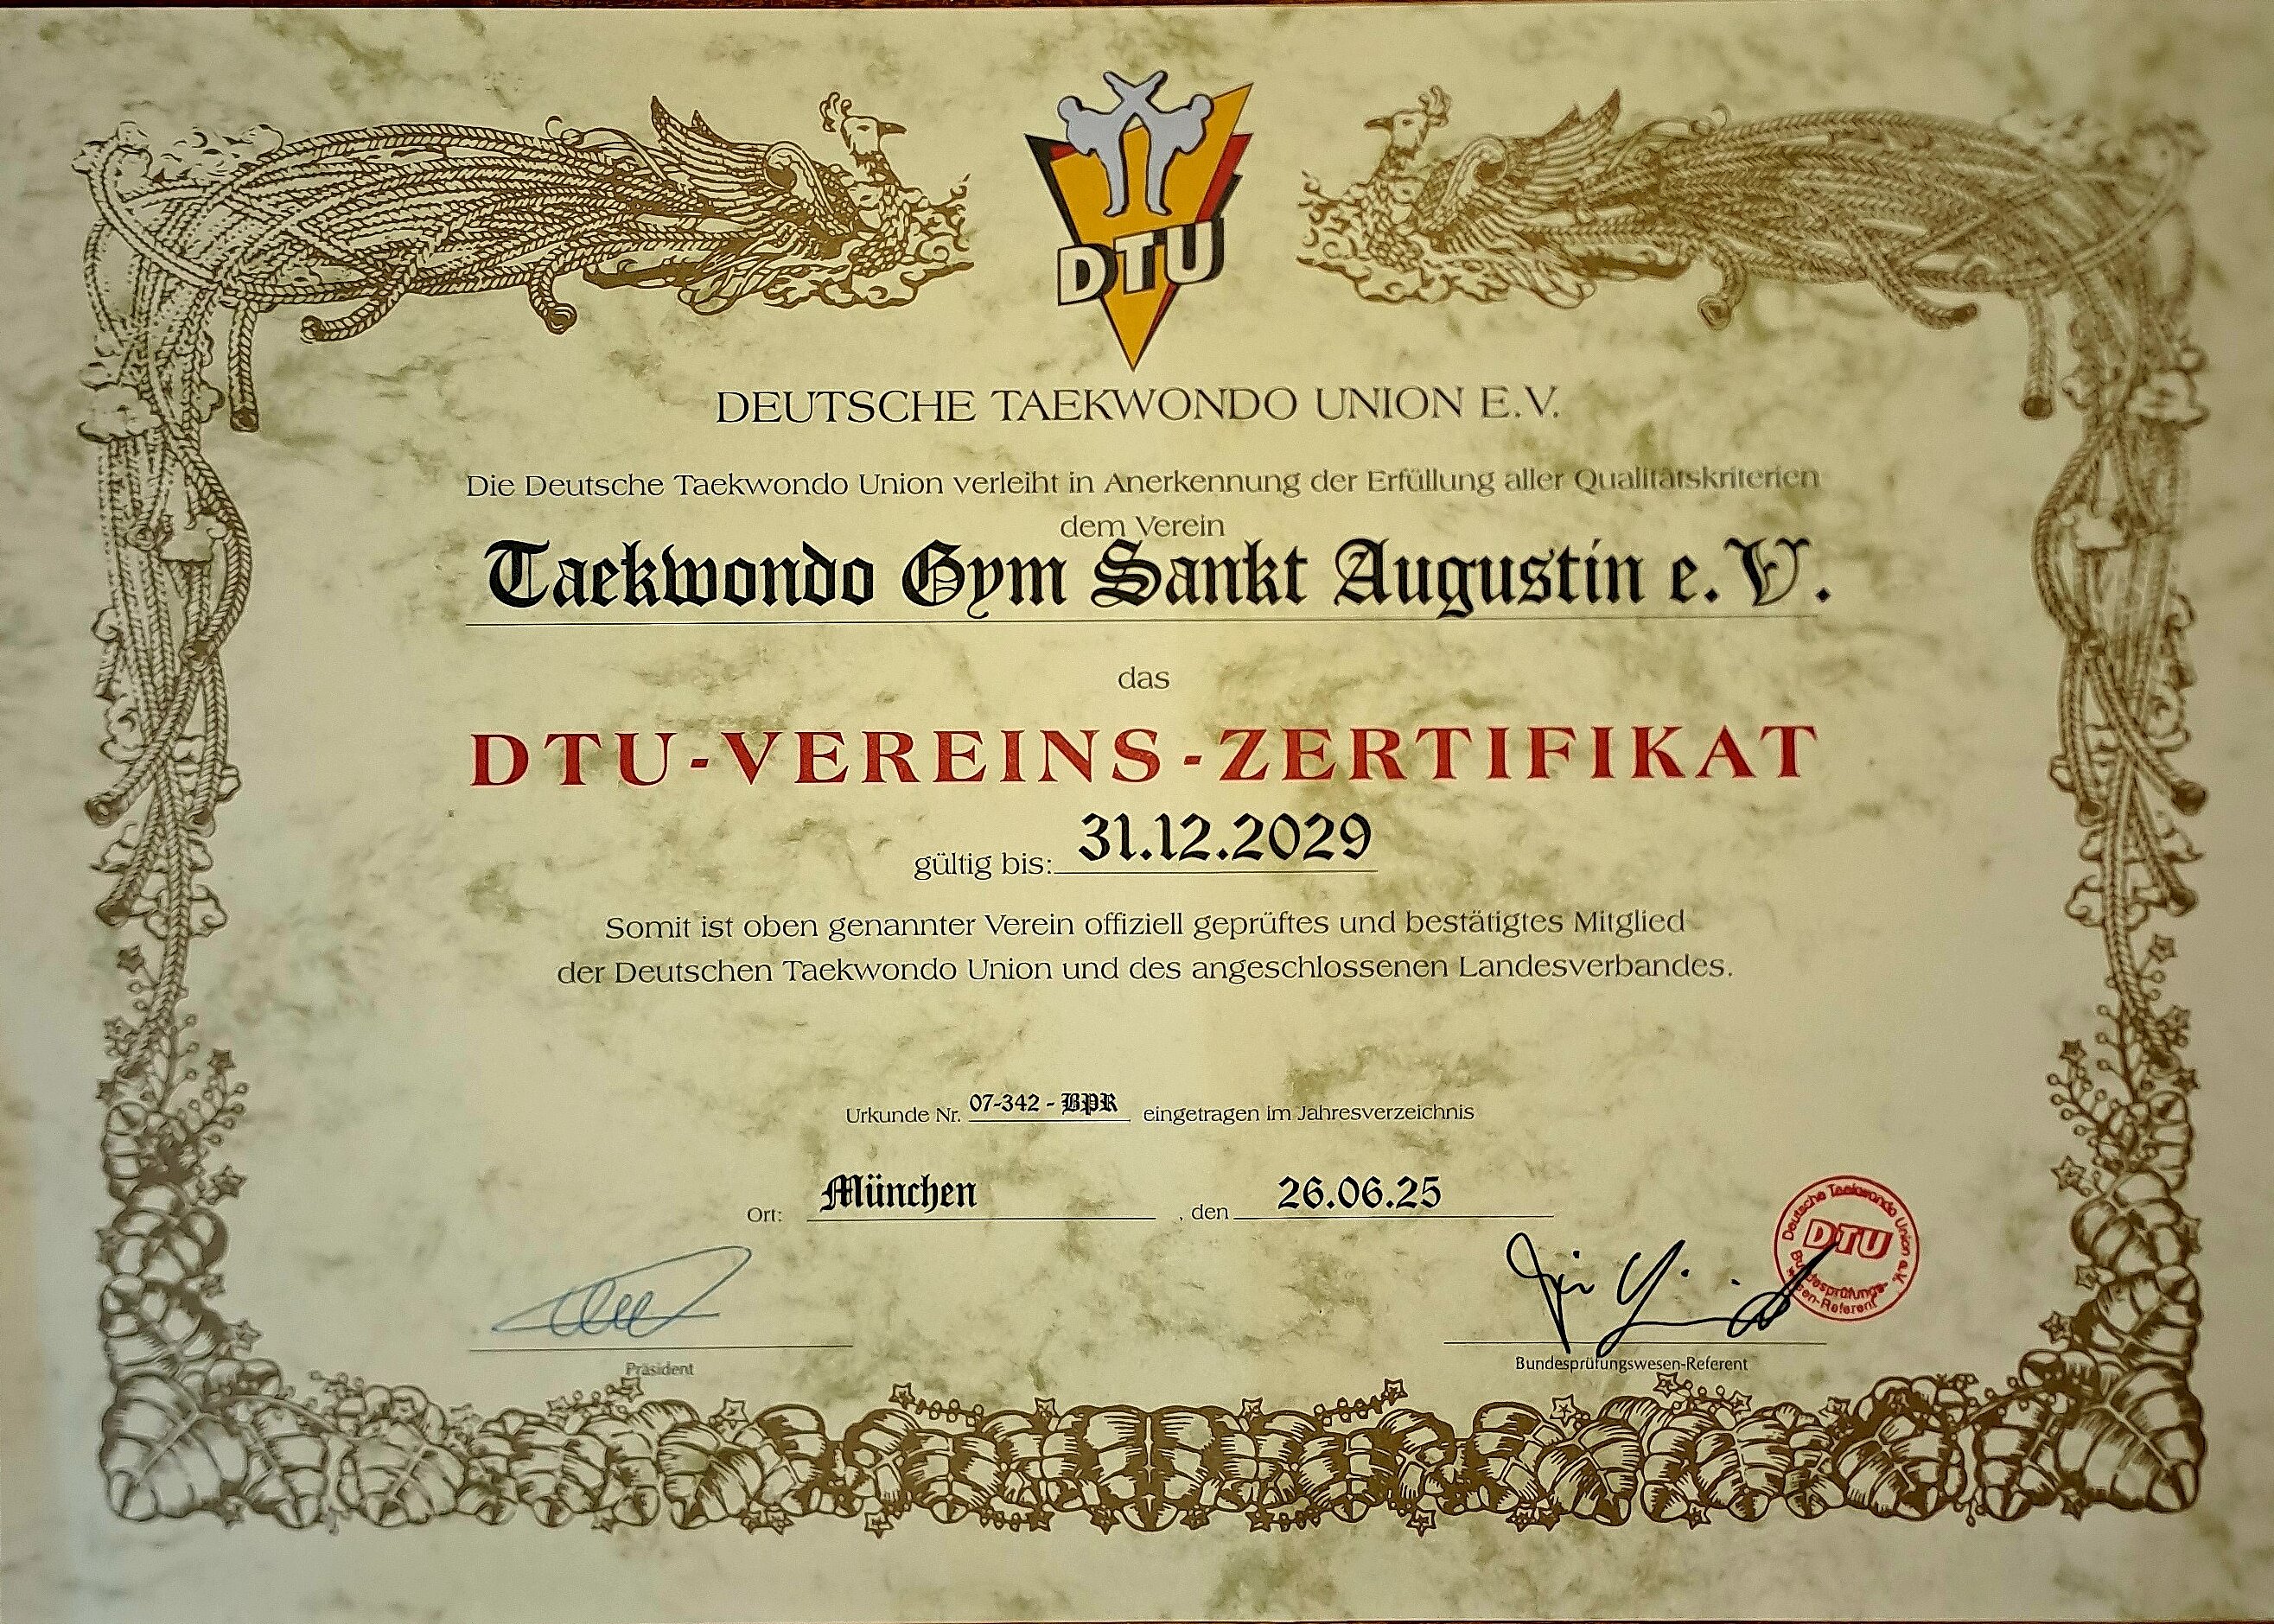 DTU
DEUTSCHE TAEKWONDO UNION E.V.
Die Deutsche Taekwondo Union verleiht in Anerkennung der Erfüllung aller Qualitätskriterien
dem Verein
Taekwondo Gym Sankt Augustin e. V.
das
DTU-VEREINS-ZERTIFIKAT
gültig bis: 31.12.2029
Somit ist oben genannter Verein offiziell geprüftes und bestätigtes Mitglied
der Deutschen Taekwondo Union und des angeschlossenen Landesverbandes.
Urkunde Nr. 07-342 - BPR eingetragen im Jahresverzeichnis
Ort: München , den 26.06.25
Deutsche Taekwondo Union e.V.
DTU
Bundesprüfungs-
wesen-Referent
Präsident
Bundesprüfungswesen-Referent